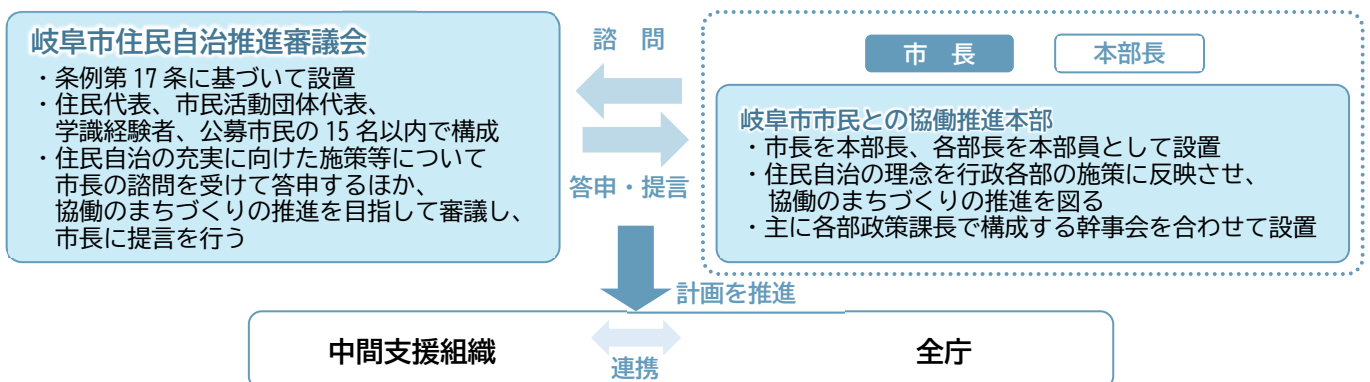 岐阜市住民自治推進審議会
・条例第 17 条に基づいて設置
・住民代表、市民活動団体代表、
学識経験者、公募市民の 15 名以内で構成
・住民自治の充実に向けた施策等について
市長の諮問を受けて答申するほか、
協働のまちづくりの推進を目指して審議し、
市長に提言を行う
諮 問
答申・提言
市 長
本部長
岐阜市市民との協働推進本部
・市長を本部長、各部長を本部員として設置
・住民自治の理念を行政各部の施策に反映させ、
協働のまちづくりの推進を図る
・主に各部政策課長で構成する幹事会を合わせて設置
計画を推進
中間支援組織
連携
全庁